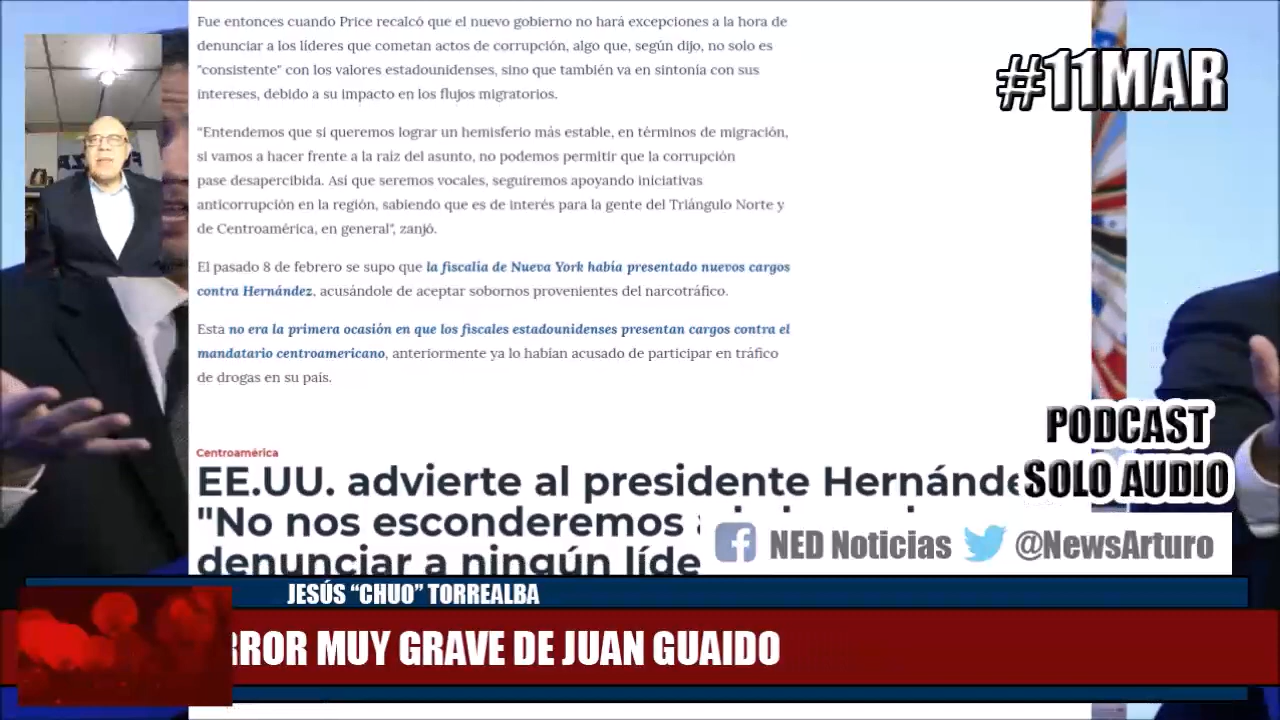 Fue entonces cuando Price recalcó que el nuevo gobierno no hará excepciones a la hora de
denunciar a los líderes que cometan actos de corrupción, algo que, según dijo, no solo es
"consistente" con los valores estadounidenses, sino que también va en sintonía con sus
intereses, debido a su impacto en los flujos migratorios.
"Entendemos que si queremos lograr un hemisferio más estable, en términos de migración,
si vamos a hacer frente a la raíz del asunto, no podemos permitir que la corrupción
pase desapercibida. Así que seremos vocales, seguiremos apoyando iniciativas
anticorrupción en la región, sabiendo que es de interés para la gente del Triángulo Norte y
de Centroamérica, en general", zanjó.
El pasado 8 de febrero se supo que la fiscalía de Nueva York había presentado nuevos cargos
contra Hernández, acusándole de aceptar sobornos provenientes del narcotráfico.
Esta no era la primera ocasión en que los fiscales estadounidenses presentan cargos contra el
mandatario centroamericano, anteriormente ya lo habían acusado de participar en tráfico
de drogas en su país.
Centroamérica
EE.UU. advierte al presidente Hernánde
"No nos esconderemos
denunciar a ningún líde
#11MAR
PODCAST
SOLO AUDIO
NED Noticias @NewsArturo
JESÚS “CHUO” TORREALBA
RROR MUY GRAVE DE JUAN GUAIDO